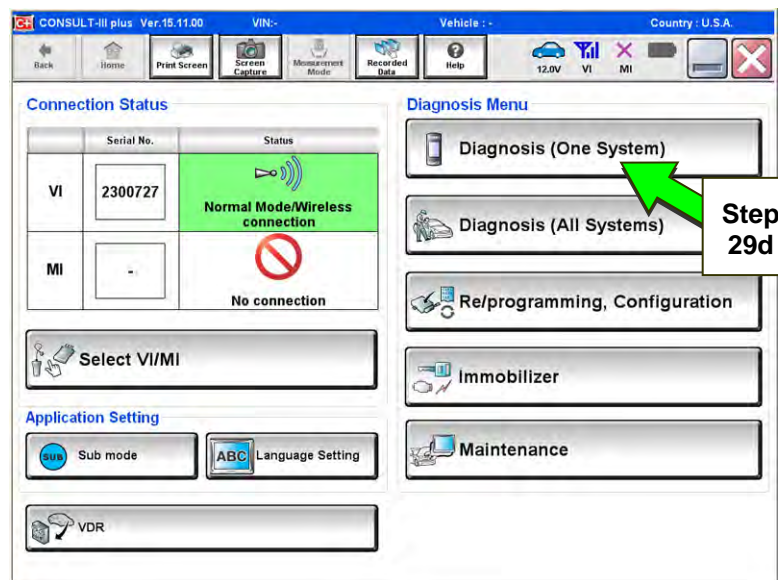 C+ CONSULT-III plus Ver.15.11.00 VIN:- Vehicle : - Country : U.S.A.
Back
Home
Print Screen
Screen
Capture
Measurement
Mode
Recorded
Data
?
Help
12.0V
VI
MI
Connection Status
Serial No. Status
VI
2300727
Normal Mode/Wireless
connection
MI
-
No connection
Select VI/MI
Application Setting
SUB
Sub mode
ABC
Language Setting
VDR
Diagnosis Menu
Diagnosis (One System)
Step
29d
Diagnosis (All Systems)
Re/programming, Configuration
Immobilizer
Maintenance